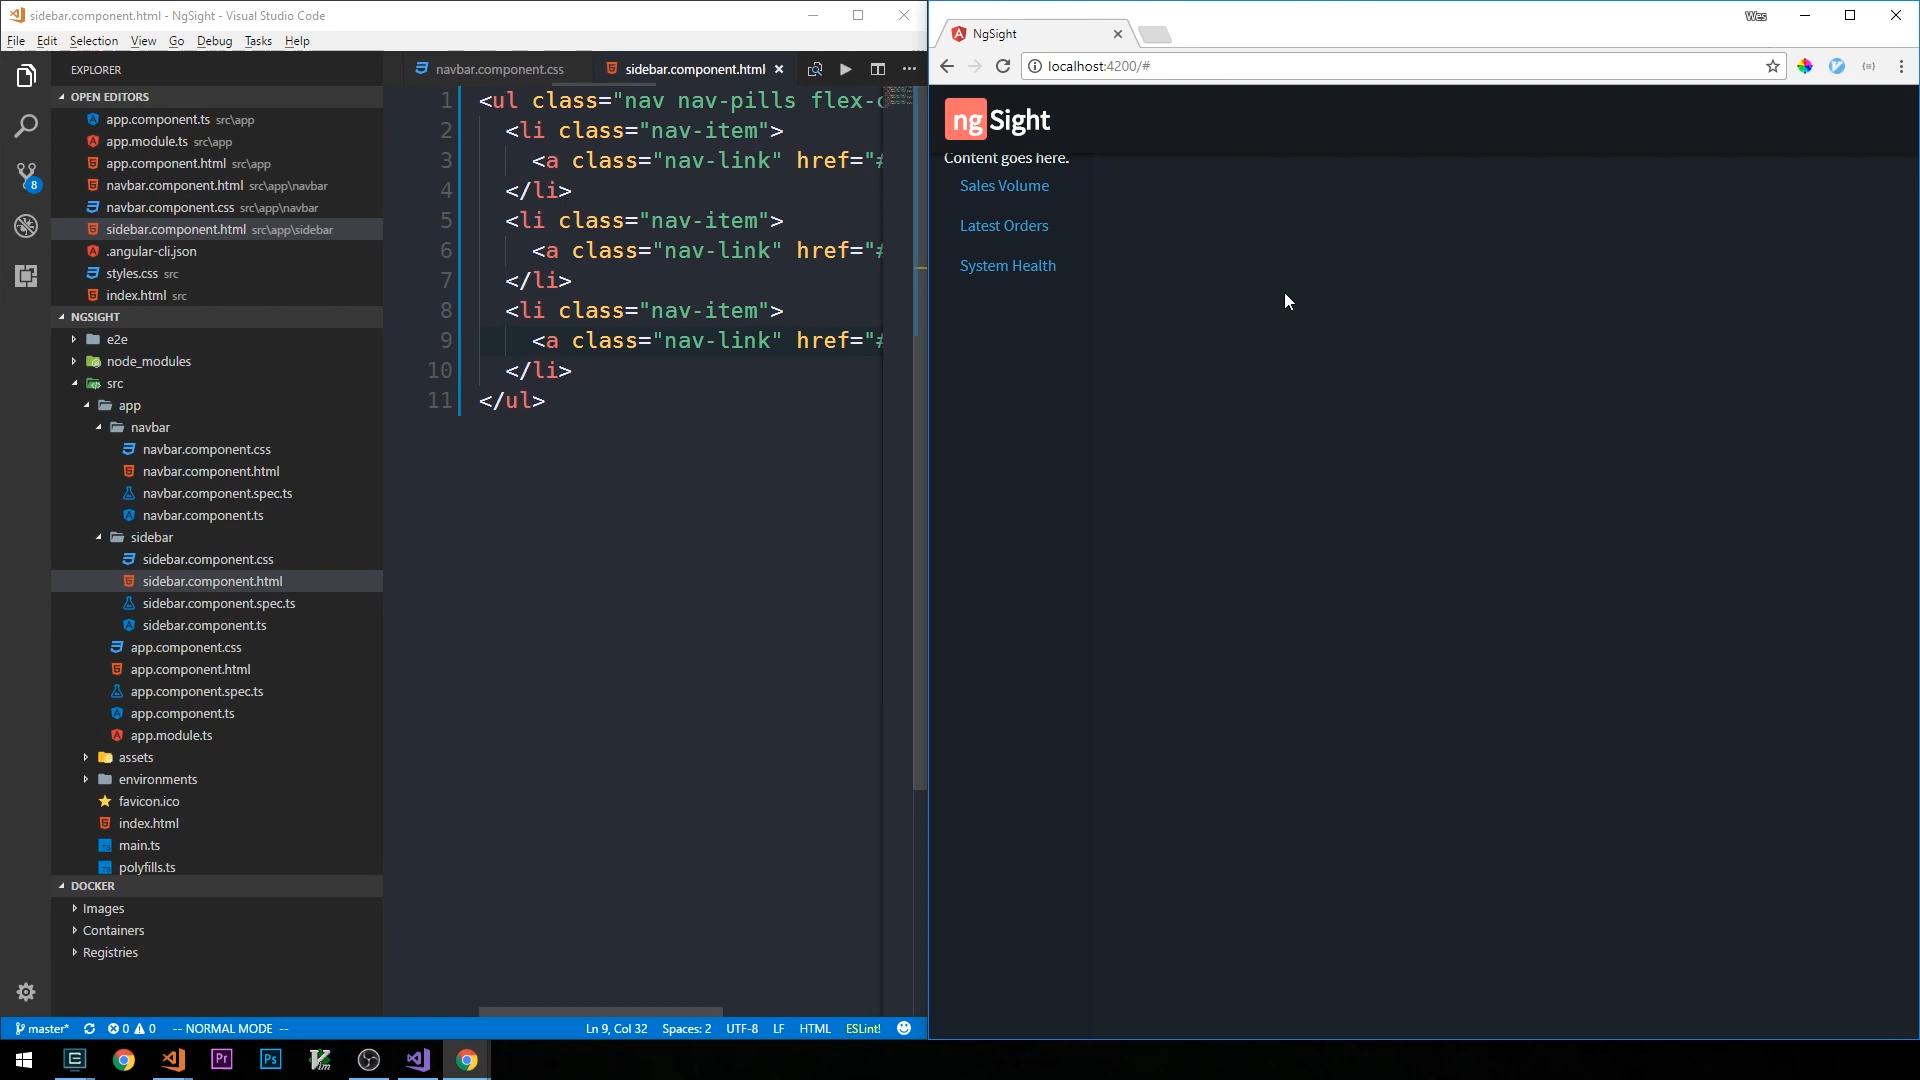 sidebar.component.html - NgSight - Visual Studio Code
File Edit Selection View Go Debug Tasks Help
EXPLORER
OPEN EDITORS
app.component.ts src\app
app.module.ts src\app
app.component.html src\app
navbar.component.html src\app\navbar
navbar.component.css src\app\navbar
sidebar.component.html src\app\sidebar
.angular-cli.json
styles.css src
index.html src
NGSIGHT
e2e
node_modules
src
app
navbar
navbar.component.css
navbar.component.html
navbar.component.spec.ts
navbar.component.ts
sidebar
sidebar.component.css
sidebar.component.html
sidebar.component.spec.ts
sidebar.component.ts
app.component.css
app.component.html
app.component.spec.ts
app.component.ts
app.module.ts
assets
environments
favicon.ico
index.html
main.ts
polyfills.ts
DOCKER
Images
Containers
Registries
8
navbar.component.css sidebar.component.html
1 <ul class="nav nav-pills flex-c
2 <li class="nav-item">
3 <a class="nav-link" href="#
4 </li>
5 <li class="nav-item">
6 <a class="nav-link" href="#
7 </li>
8 <li class="nav-item">
9 <a class="nav-link" href="#
10 </li>
11 </ul>
master* 0 0 -- NORMAL MODE -- Ln 9, Col 32 Spaces: 2 UTF-8 LF HTML ESLint!
Wes
NgSight
localhost:4200/#
ng Sight
Content goes here.
Sales Volume
Latest Orders
System Health
Pr Ps Vim